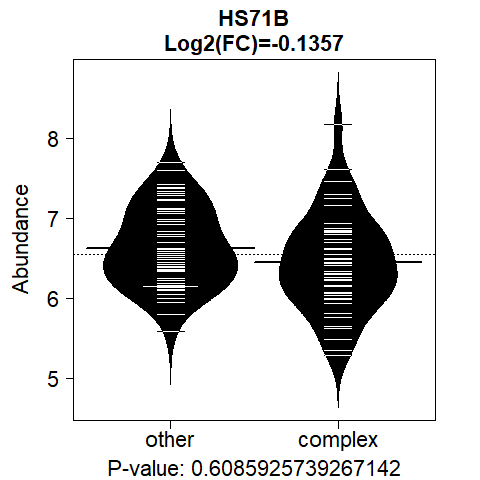 HS71B
Log2(FC)=-0.1357
Abundance
8
7
6
5
other
complex
P-value: 0.6085925739267142